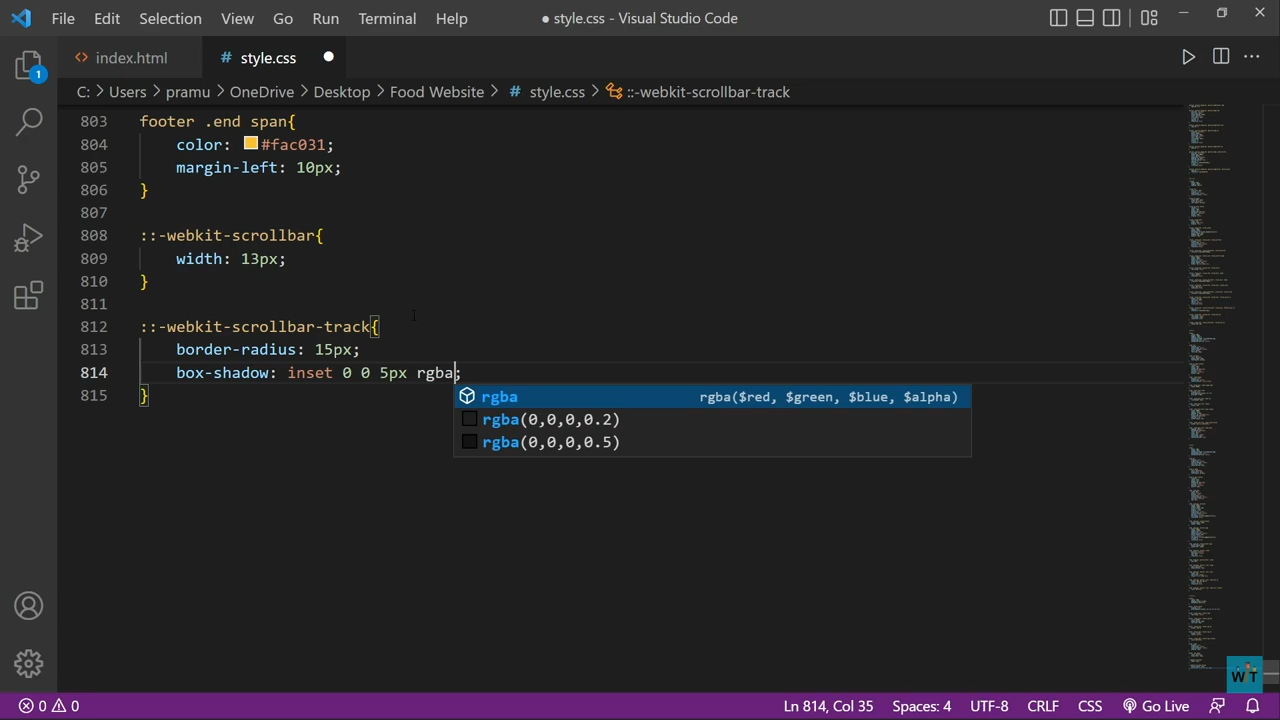 File Edit Selection View Go Run Terminal Help ● style.css - Visual Studio Code
<> index.html # style.css ●
C: > Users > pramu > OneDrive > Desktop > Food Website > # style.css > ::-webkit-scrollbar-track
1
803 footer .end span{
804 color: #fac031;
805 margin-left: 10px;
806 }
807
808 ::-webkit-scrollbar{
809 width: 13px;
810 }
811
812 ::-webkit-scrollbar-track{
813 border-radius: 15px;
814 box-shadow: inset 0 0 5px rgba;
815 }
rgba rgba($red, $green, $blue, $alpha)
rgba(0,0,0,0.2)
rgba(0,0,0,0.5)
WT
0 0 Ln 814, Col 35 Spaces: 4 UTF-8 CRLF CSS Go Live